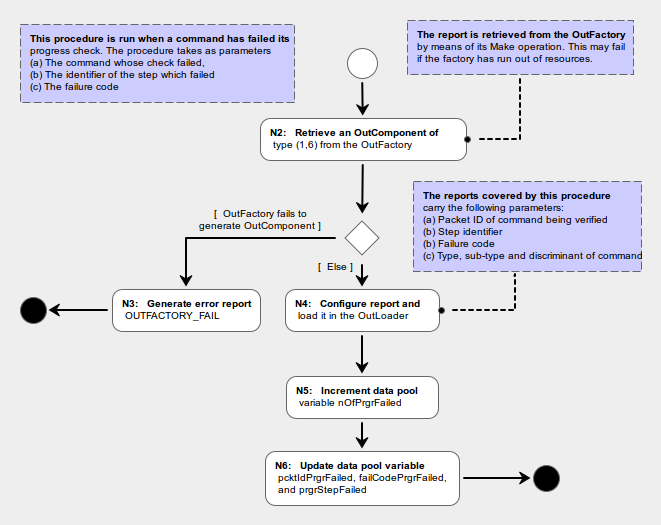 This procedure is run when a command has failed its
progress check. The procedure takes as parameters
(a) The command whose check failed,
(b) The identifier of the step which failed
(c) The failure code
The report is retrieved from the OutFactory
by means of its Make operation. This may fail
if the factory has run out of resources.
N2: Retrieve an OutComponent of
type (1,6) from the OutFactory
The reports covered by this procedure
carry the following parameters:
(a) Packet ID of command being verified
(b) Step identifier
(b) Failure code
(c) Type, sub-type and discriminant of command
[ OutFactory fails to
generate OutComponent ]
[ Else ]
N3: Generate error report
OUTFACTORY_FAIL
N4: Configure report and
load it in the OutLoader
N5: Increment data pool
variable nOfPrgrFailed
N6: Update data pool variable
pcktIdPrgrFailed, failCodePrgrFailed,
and prgrStepFailed